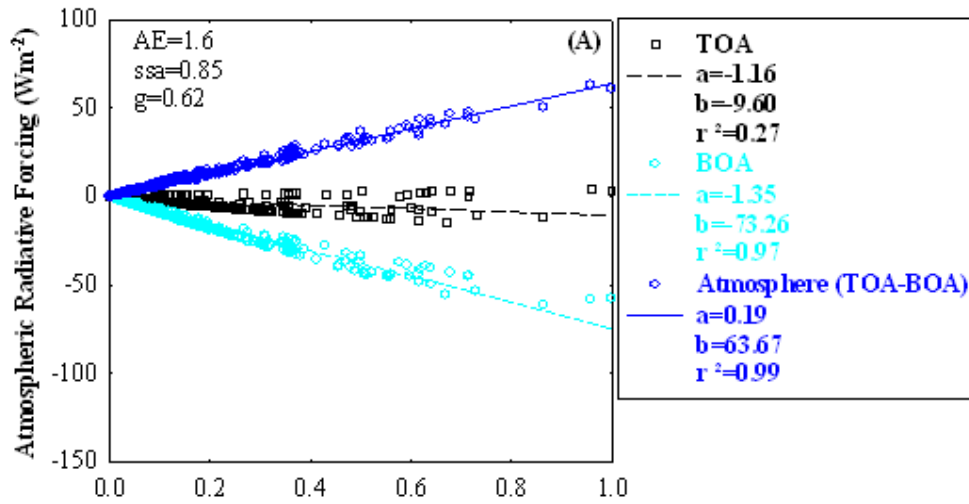 100
50
0
-50
-100
-150
0.0 0.2 0.4 0.6 0.8 1.0
Atmospheric Radiative Forcing (Wm⁻²)
AE=1.6
ssa=0.85
g=0.62
(A)
TOA
a=-1.16
b=-9.60
r ²=0.27
BOA
a=-1.35
b=-73.26
r ²=0.97
Atmosphere (TOA-BOA)
a=0.19
b=63.67
r ²=0.99